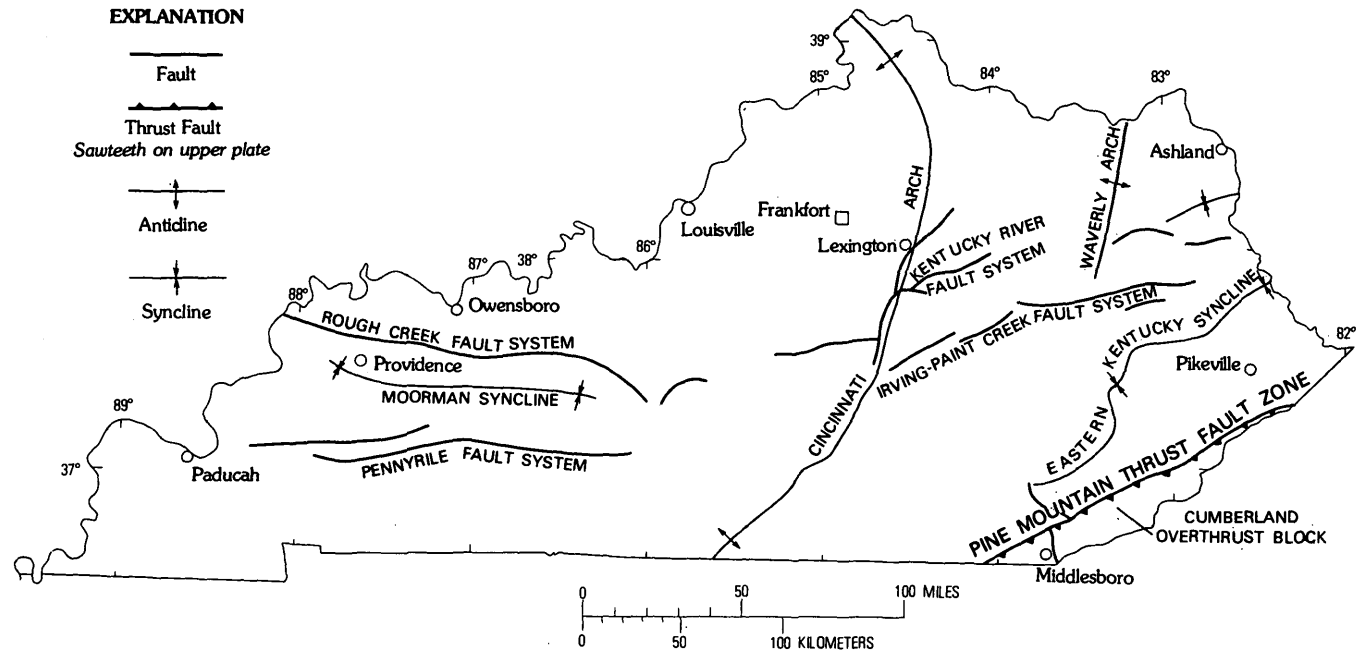 EXPLANATION
Fault
Thrust Fault
Sawteeth on upper plate
Anticline
Syncline
39°
85°
84°
83°
ARCH
WAVERLY ARCH
Ashland
Frankfort
Louisville
Lexington
KENTUCKY RIVER
FAULT SYSTEM
86°
38°
87°
88°
Owensboro
ROUGH CREEK FAULT SYSTEM
Providence
MOORMAN SYNCLINE
IRVING-PAINT CREEK FAULT SYSTEM
KENTUCKY SYNCLINE
82°
Pikeville
CINCINNATI
EASTERN
89°
37°
Paducah
PENNYRILE FAULT SYSTEM
PINE MOUNTAIN THRUST FAULT ZONE
CUMBERLAND
OVERTHRUST BLOCK
Middlesboro
0 50 100 MILES
0 50 100 KILOMETERS